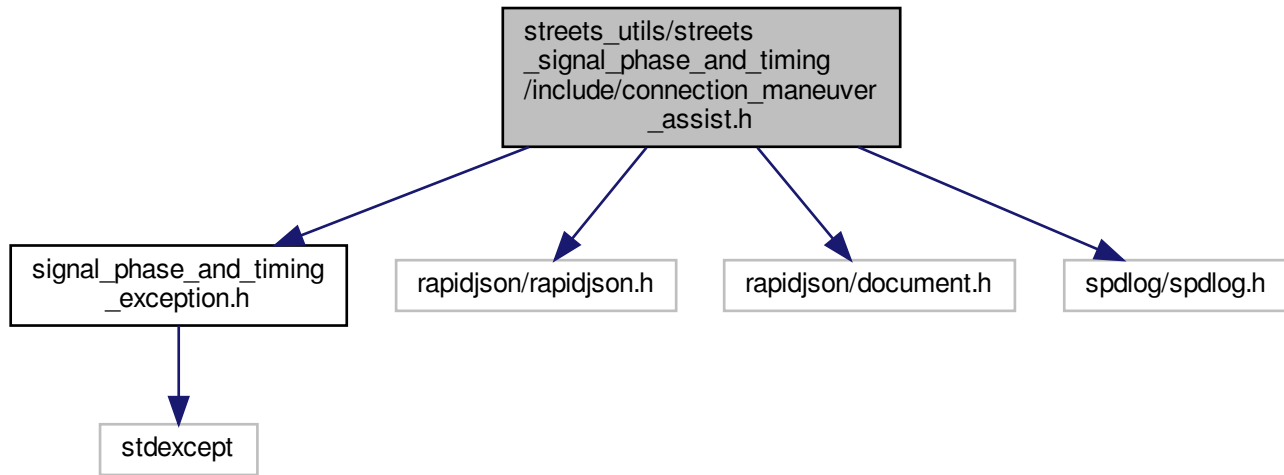 streets_utils/streets
_signal_phase_and_timing
/include/connection_maneuver
_assist.h
signal_phase_and_timing
_exception.h
rapidjson/rapidjson.h
rapidjson/document.h
spdlog/spdlog.h
stdexcept